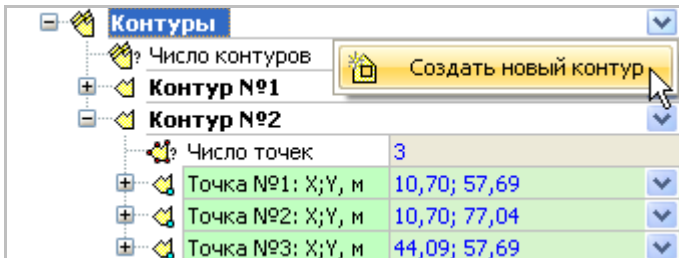 Контуры
Число контуров
Создать новый контур
Контур №1
Контур №2
Число точек 3
Точка №1: X;Y, м 10,70; 57,69
Точка №2: X;Y, м 10,70; 77,04
Точка №3: X;Y, м 44,09; 57,69